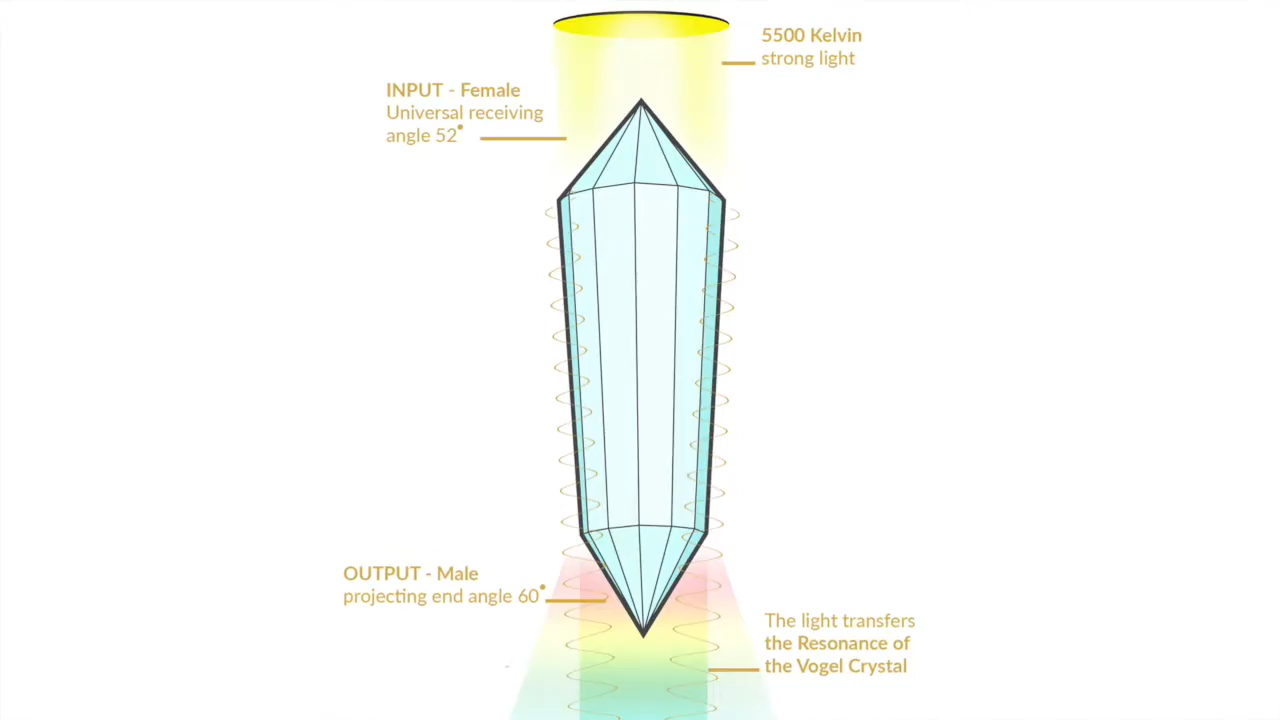 5500 Kelvin
strong light
INPUT - Female
Universal receiving
angle 52°
OUTPUT - Male
projecting end angle 60°
The light transfers
the Resonance of
the Vogel Crystal